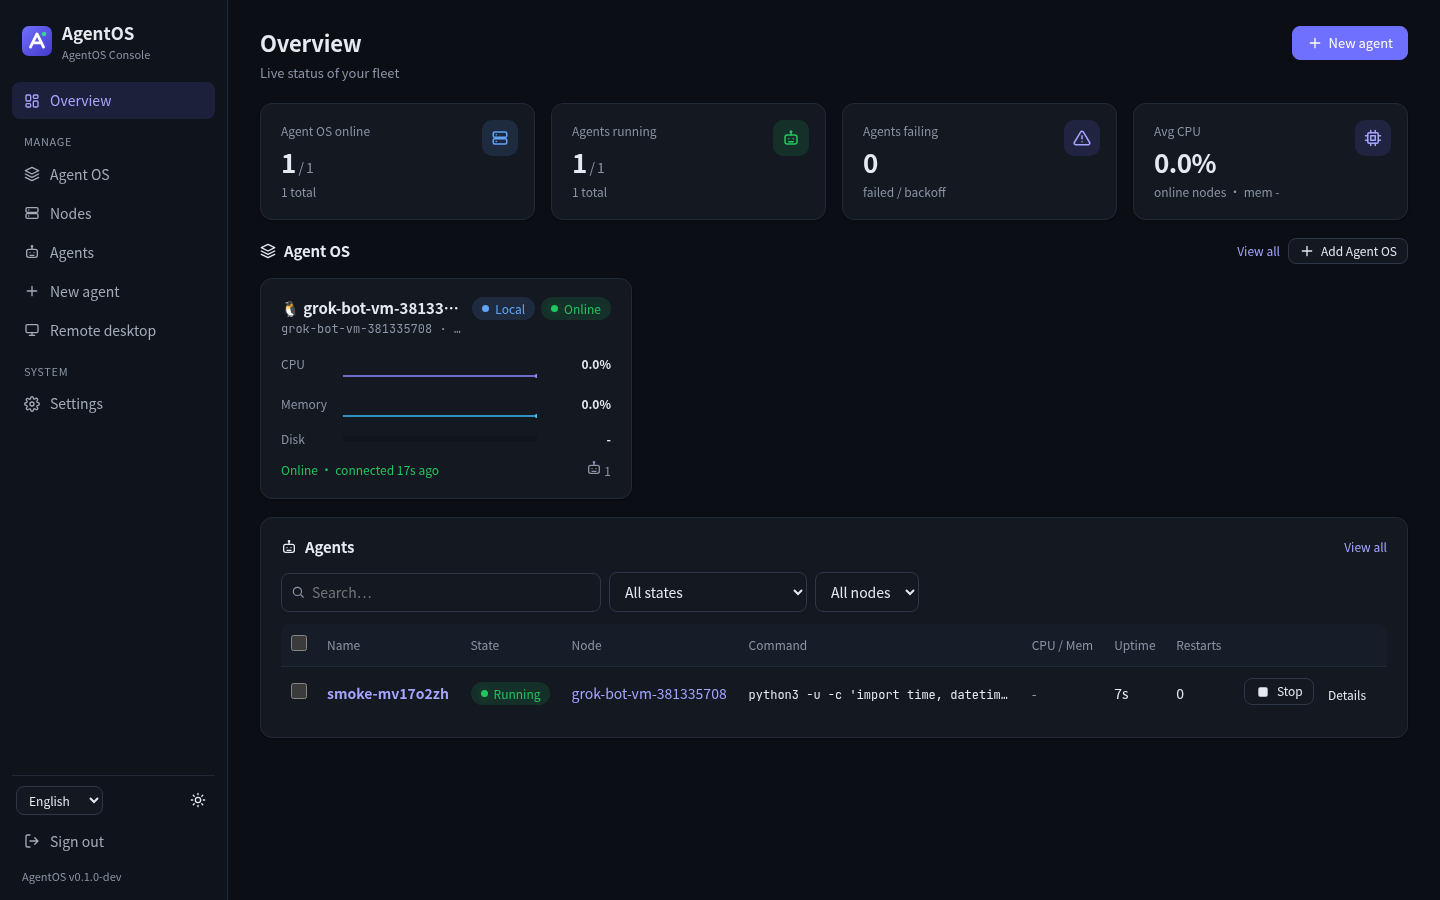 AgentOS
AgentOS Console
Overview
MANAGE
Agent OS
Nodes
Agents
New agent
Remote desktop
SYSTEM
Settings
English
Sign out
AgentOS v0.1.0-dev
Overview
Live status of your fleet
New agent
Agent OS online
1 / 1
1 total
Agents running
1 / 1
1 total
Agents failing
0
failed / backoff
Avg CPU
0.0%
online nodes • mem -
Agent OS
View all
Add Agent OS
grok-bot-vm-38133···
Local
Online
grok-bot-vm-381335708 · …
CPU 0.0%
Memory 0.0%
Disk -
Online • connected 17s ago 1
Agents
View all
Search…
All states
All nodes
Name State Node Command CPU / Mem Uptime Restarts
smoke-mv17o2zh Running grok-bot-vm-381335708 python3 -u -c 'import time, datetim… - 7s 0 Stop Details